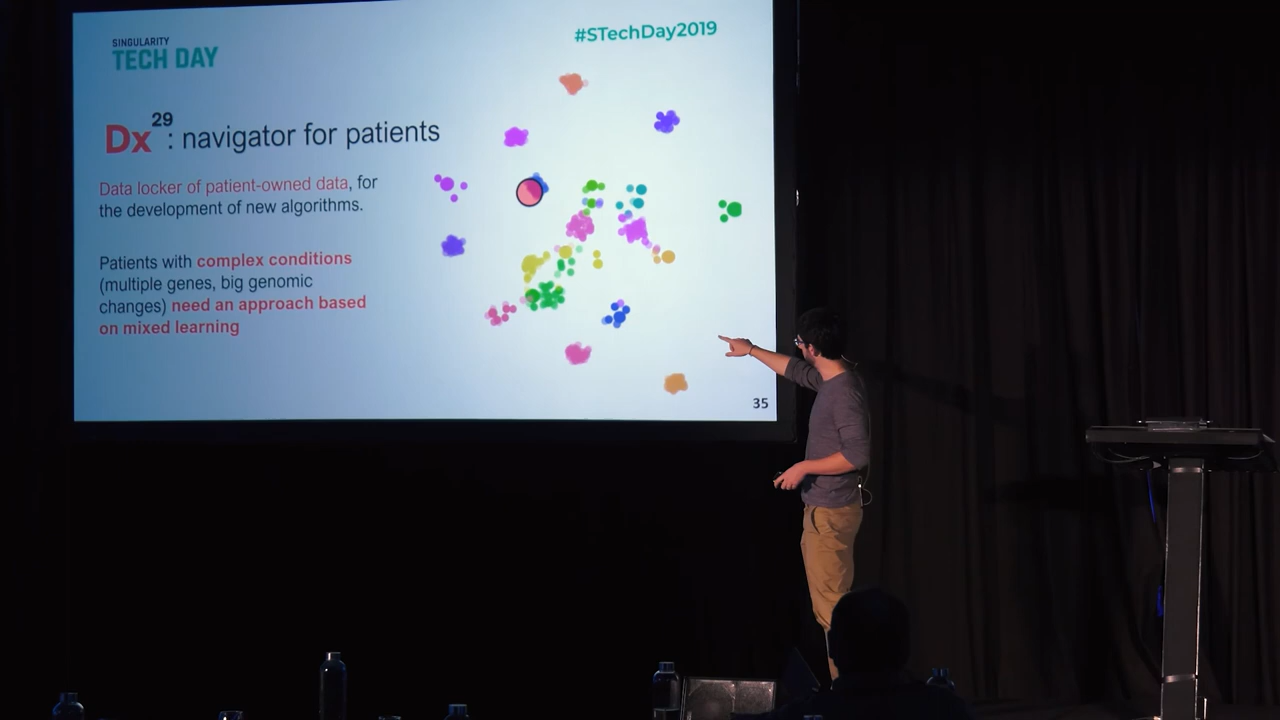 SINGULARITY
TECH DAY
#STechDay2019
Dx29: navigator for patients
Data locker of patient-owned data, for
the development of new algorithms.
Patients with complex conditions
(multiple genes, big genomic
changes) need an approach based
on mixed learning
35